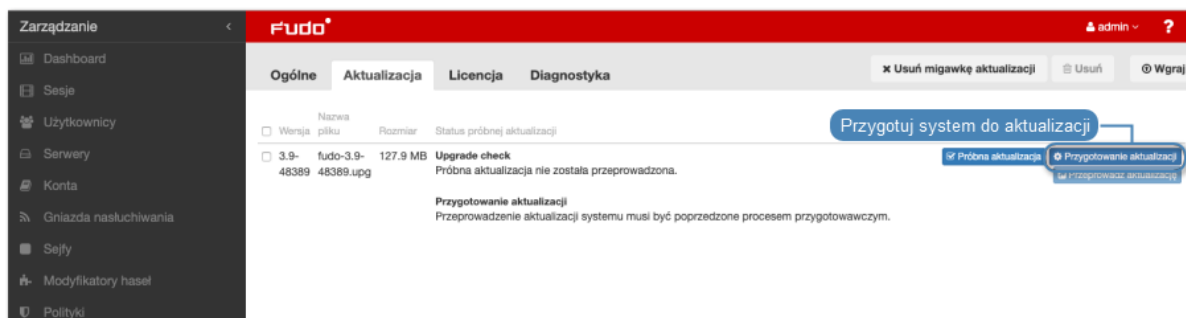 Zarządzanie
Fudo
admin
?
Dashboard
Sesje
Użytkownicy
Serwery
Konta
Gniazda nasłuchiwania
Sejfy
Modyfikatory haseł
Polityki
Ogólne Aktualizacja Licencja Diagnostyka
Usuń migawkę aktualizacji Usuń Wgraj
Wersja Nazwa pliku Rozmiar Status próbnej aktualizacji
Przygotuj system do aktualizacji
3.9-48389 fudo-3.9-48389.upg 127.9 MB Upgrade check
Próbna aktualizacja nie została przeprowadzona.
Próbna aktualizacja Przygotowanie aktualizacji
Przeprowadź aktualizację
Przygotowanie aktualizacji
Przeprowadzenie aktualizacji systemu musi być poprzedzone procesem przygotowawczym.